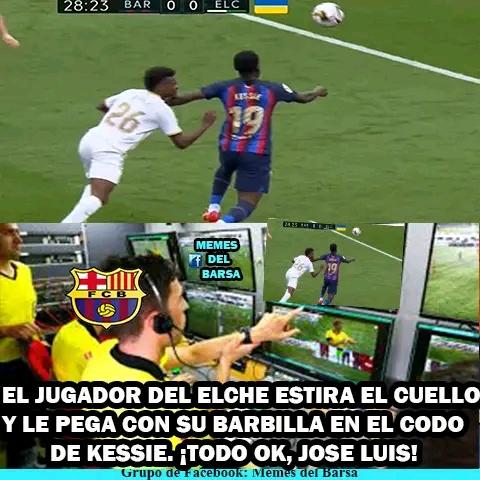 28:23 BAR 0 0 ELC
26
KESSIE
19
MEMES
f DEL
BARSA
FCB
19
EL JUGADOR DEL ELCHE ESTIRA EL CUELLO
Y LE PEGA CON SU BARBILLA EN EL CODO
DE KESSIE. ¡TODO OK, JOSE LUIS!
Grupo de Facebook: Memes del Barsa